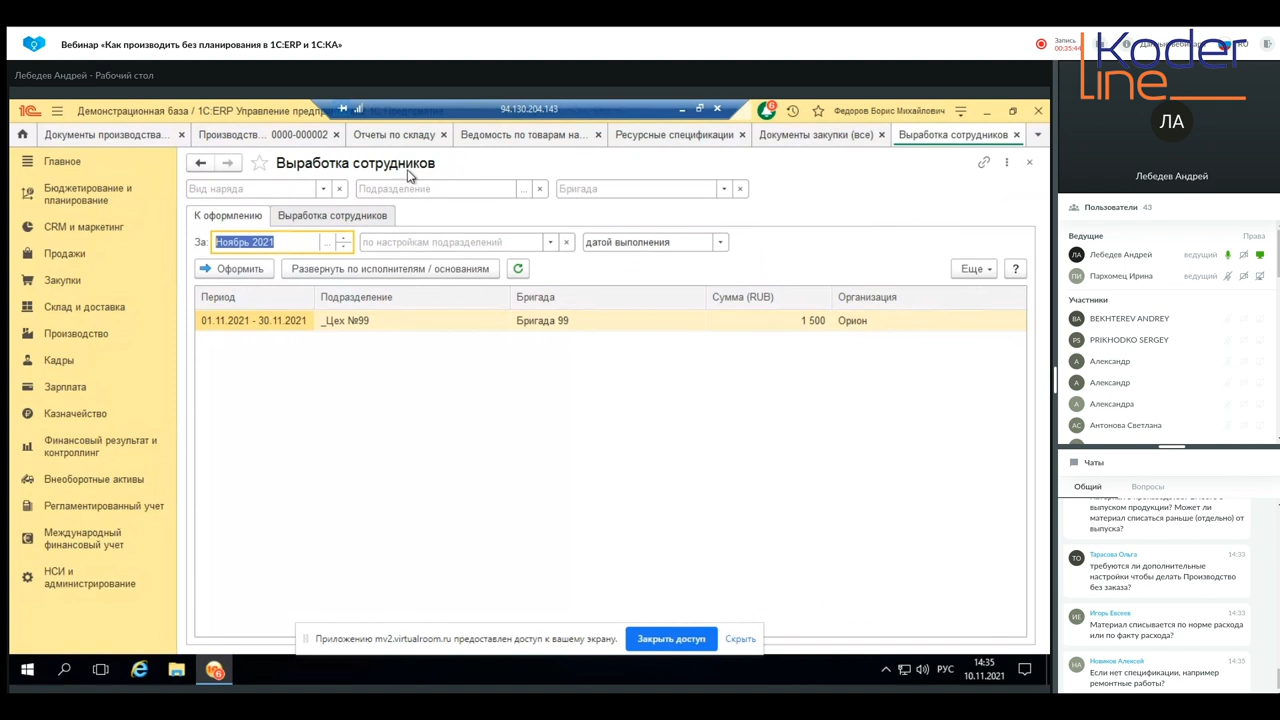 Вебинар «Как производить без планирования в 1С:ERP и 1С:КА»
Запись
00:35:44
RU
Koder
line
Лебедев Андрей - Рабочий стол
Демонстрационная база / 1С:ERP Управление
94.130.204.143
6
Федоров Борис Михайлович
Документы производства...
Производств... 0000-000002
Отчеты по складу
Ведомость по товарам на...
Ресурсные спецификации
Документы закупки (все)
Выработка сотрудников
Главное
Бюджетирование и
планирование
CRM и маркетинг
Продажи
Закупки
Склад и доставка
Производство
Кадры
Зарплата
Казначейство
Финансовый результат и
контроллинг
Внеоборотные активы
Регламентированный учет
Международный
финансовый учет
НСИ и
администрирование
Выработка сотрудников
Вид наряда
Подразделение
Бригада
К оформлению
Выработка сотрудников
За:
Ноябрь 2021
по настройкам подразделений
датой выполнения
Оформить
Развернуть по исполнителям / основаниям
Еще
?
Период
Подразделение
Бригада
Сумма (RUB)
Организация
01.11.2021 - 30.11.2021
_Цех №99
Бригада 99
1 500
Орион
Приложению mv2.virtualroom.ru предоставлен доступ к вашему экрану.
Закрыть доступ
Скрыть
РУС
14:35
10.11.2021
ЛА
Лебедев Андрей
Пользователи 43
Ведущие
Права
ЛА Лебедев Андрей ведущий
ПИ Пархомец Ирина ведущий
Участники
BA BEKHTEREV ANDREY
PS PRIKHODKO SERGEY
А Александр
А Александр
А Александра
АС Антонова Светлана
Чаты
Общий
Вопросы
выпуском продукции? Может ли
материал списаться раньше (отдельно) от
выпуска?
ТО Тарасова Ольга 14:33
требуются ли дополнительные
настройки чтобы делать Производство
без заказа?
ИЕ Игорь Евсеев 14:33
Материал списывается по норме расхода
или по факту расхода?
НА Новиков Алексей 14:35
Если нет спецификации, например
ремонтные работы?